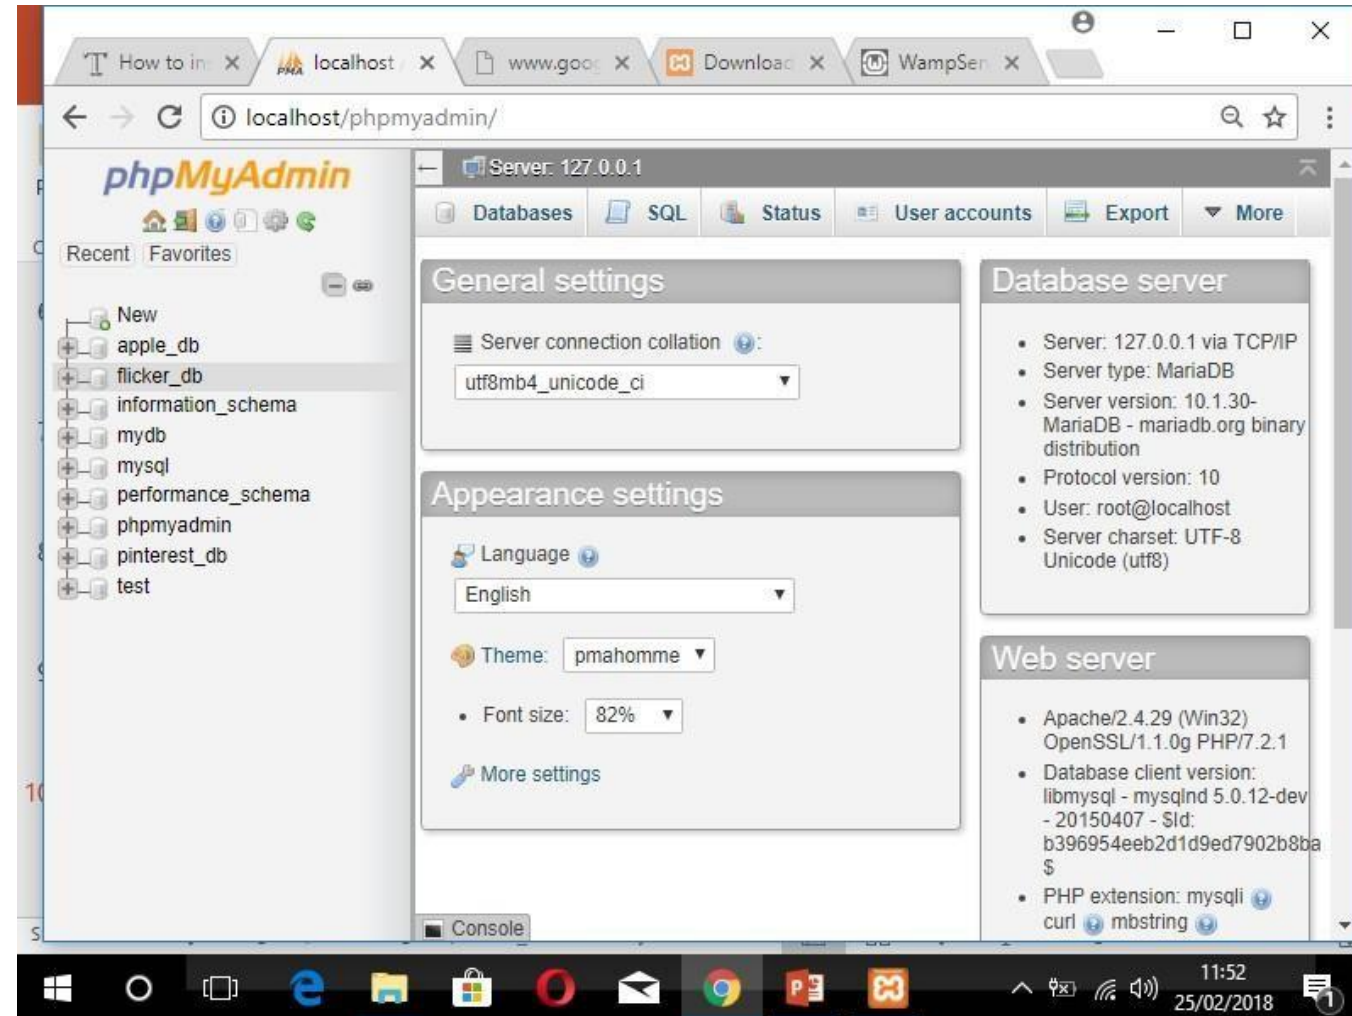 How to in
localhost /
www.goo
Download
WampSer
localhost/phpmyadmin/
phpMyAdmin
Recent Favorites
New
apple_db
flicker_db
information_schema
mydb
mysql
performance_schema
phpmyadmin
pinterest_db
test
Server: 127.0.0.1
Databases SQL Status User accounts Export More
General settings
Server connection collation :
utf8mb4_unicode_ci
Appearance settings
Language
English
Theme: pmahomme
Font size: 82%
More settings
Console
Database server
Server: 127.0.0.1 via TCP/IP
Server type: MariaDB
Server version: 10.1.30-
MariaDB - mariadb.org binary
distribution
Protocol version: 10
User: root@localhost
Server charset: UTF-8
Unicode (utf8)
Web server
Apache/2.4.29 (Win32)
OpenSSL/1.1.0g PHP/7.2.1
Database client version:
libmysql - mysqlnd 5.0.12-dev
- 20150407 - $Id:
b396954eeb2d1d9ed7902b8ba
$
PHP extension: mysqli
curl mbstring
11:52
25/02/2018